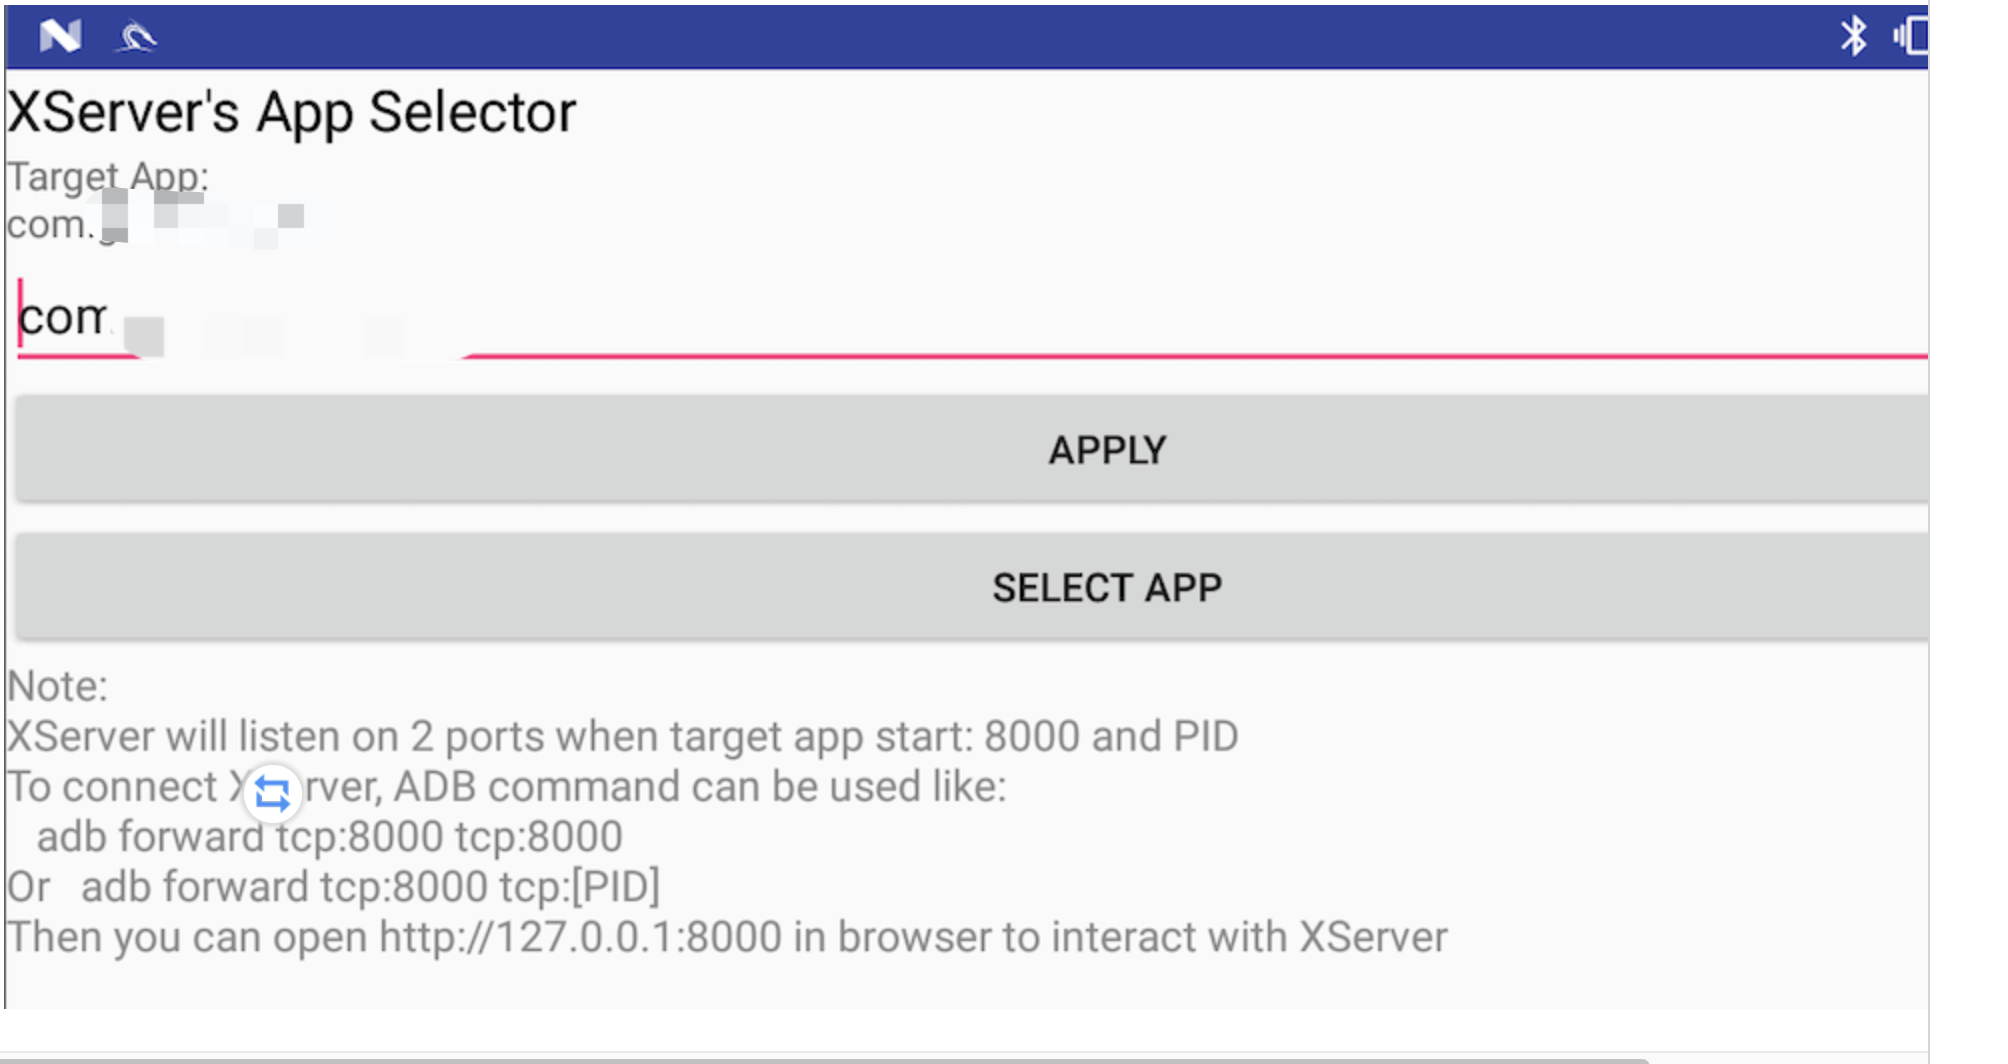 XServer's App Selector
Target App:
com.
com
APPLY
SELECT APP
Note:
XServer will listen on 2 ports when target app start: 8000 and PID
To connect X rver, ADB command can be used like:
adb forward tcp:8000 tcp:8000
Or adb forward tcp:8000 tcp:[PID]
Then you can open http://127.0.0.1:8000 in browser to interact with XServer